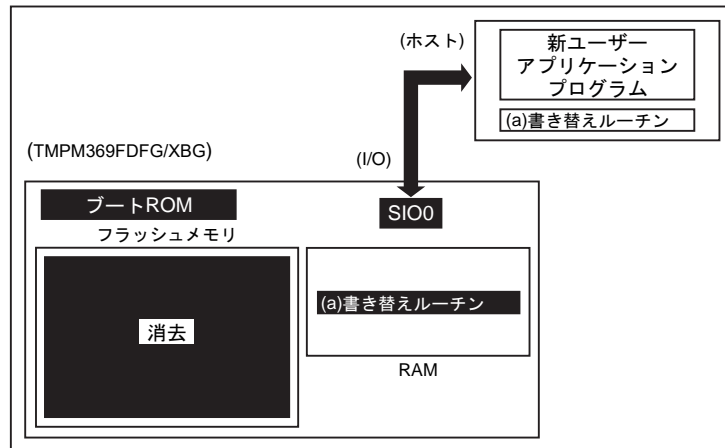 (ホスト)
新ユーザー
アプリケーション
プログラム
(a)書き替えルーチン
(TMPM369FDFG/XBG)
(I/O)
ブートROM
SIO0
フラッシュメモリ
(a)書き替えルーチン
消去
RAM